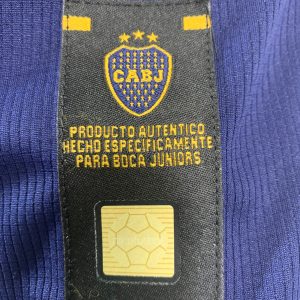 CABJ
PRODUCTO AUTENTICO
HECHO ESPECIFICAMENTE
PARA BOCA JUNIORS